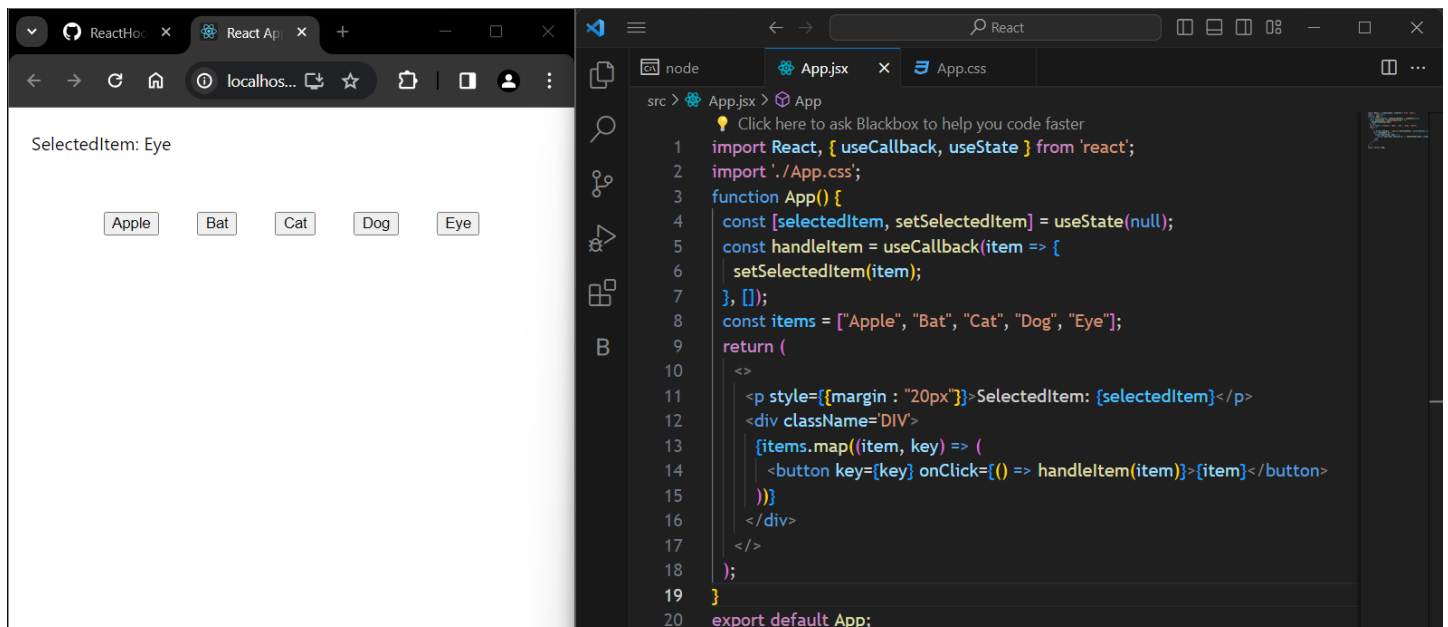 ReactHoo
React Ap
localhos...
SelectedItem: Eye
Apple Bat Cat Dog Eye
React
node
App.jsx
App.css
src > App.jsx > App
Click here to ask Blackbox to help you code faster
1 import React, { useCallback, useState } from 'react';
2 import './App.css';
3 function App() {
4 const [selectedItem, setSelectedItem] = useState(null);
5 const handleItem = useCallback(item => {
6 setSelectedItem(item);
7 }, []);
8 const items = ["Apple", "Bat", "Cat", "Dog", "Eye"];
9 return (
10 <>
11 <p style={{margin : "20px"}}>SelectedItem: {selectedItem}</p>
12 <div className='DIV'>
13 {items.map((item, key) => (
14 <button key={key} onClick={() => handleItem(item)}>{item}</button>
15 ))}
16 </div>
17 </>
18 );
19 }
20 export default App;
B